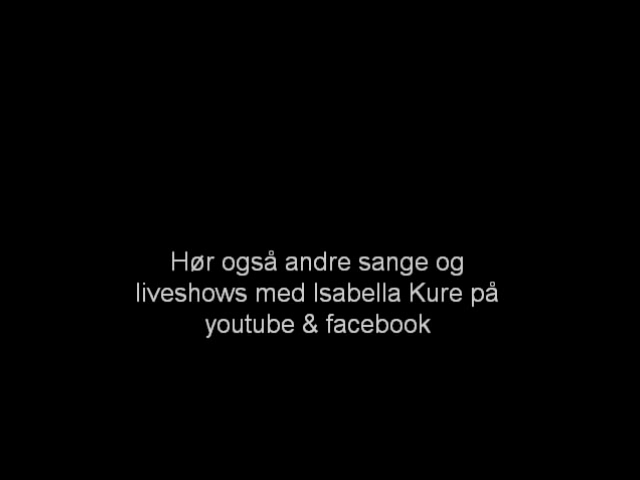 Hør også andre sange og
liveshows med Isabella Kure på
youtube & facebook